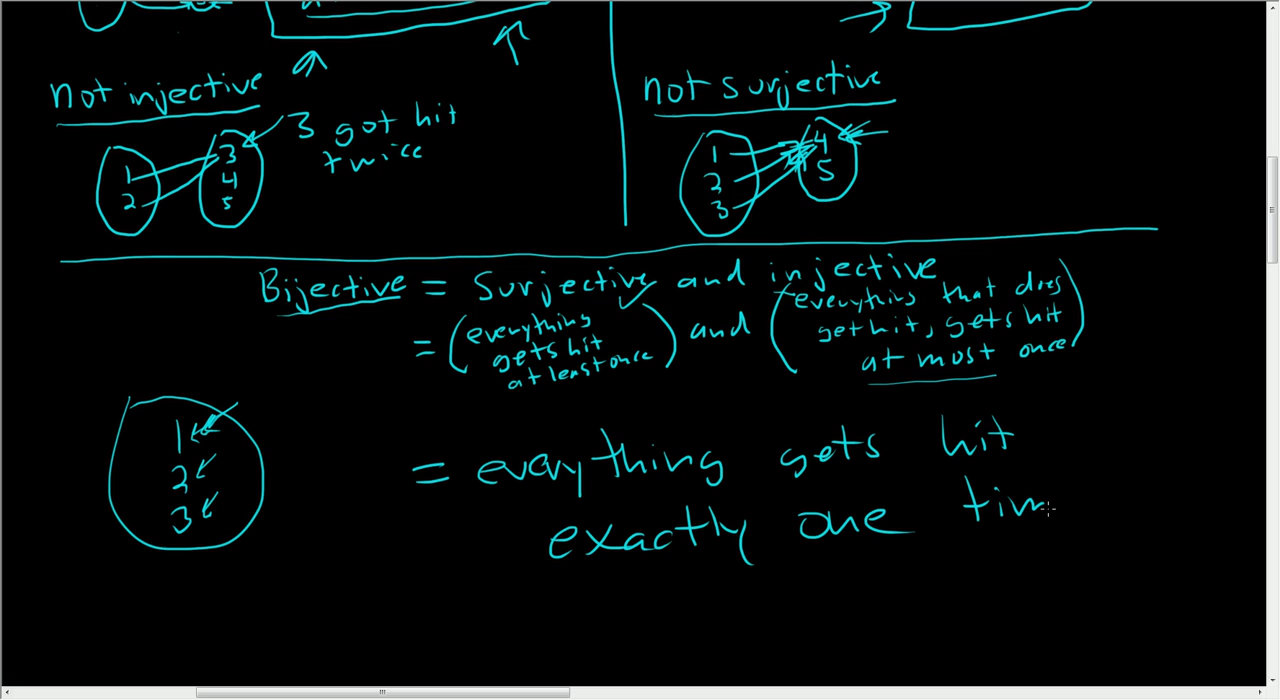 not injective
3 got hit
twice
1
2
3
4
5
not surjective
1
2
3
4
5
Bijective = Surjective and injective
= (everything gets hit at least once) and (everything that does get hit, gets hit at most once)
1
2
3
= everything gets hit
exactly one tim